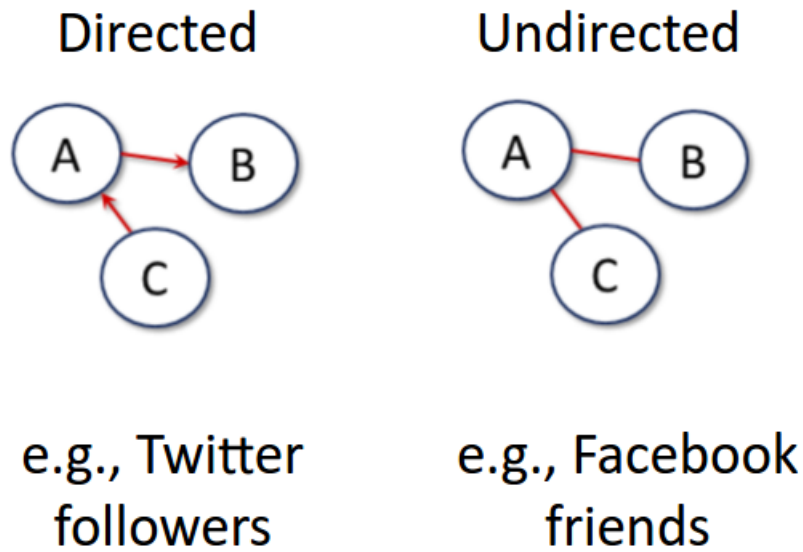 Directed
Undirected
A
B
C
A
B
C
e.g., Twitter
followers
e.g., Facebook
friends